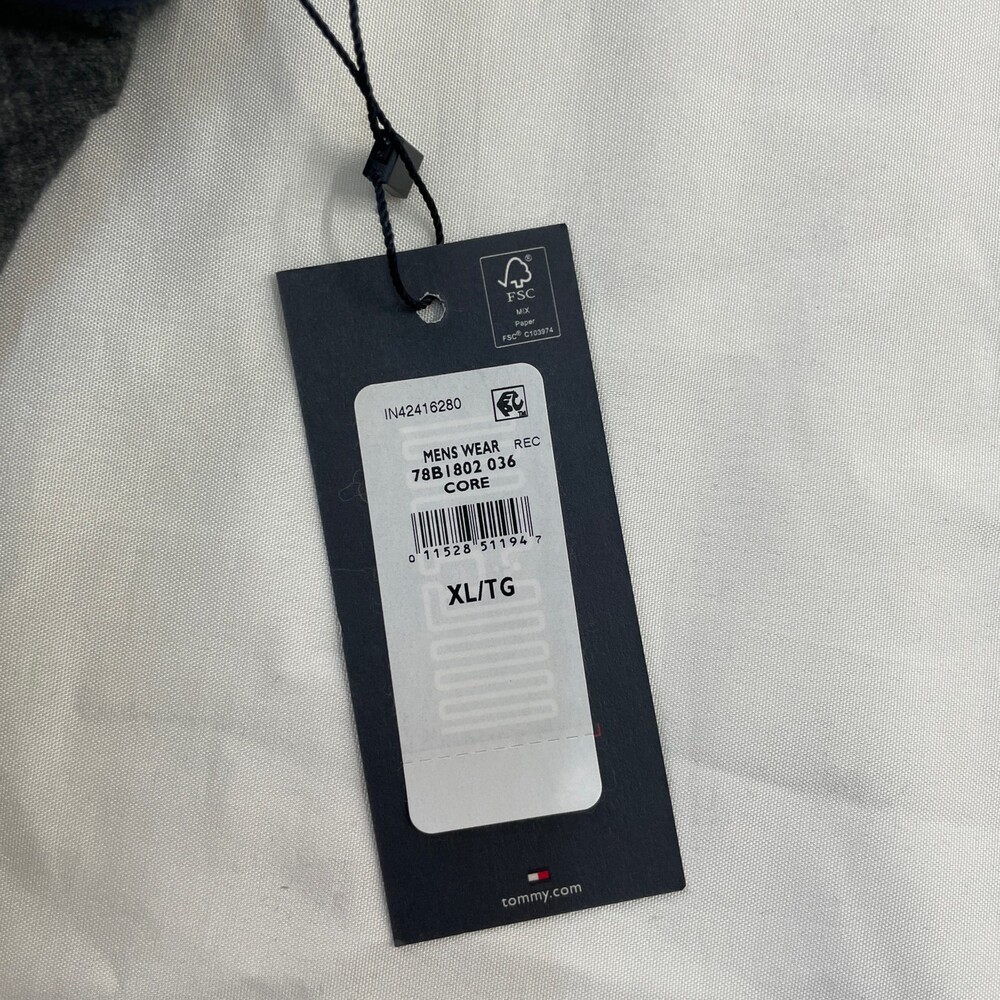 FSC®
MIX
Paper
FSC® C103974
IN42416280
MENS WEAR REC
78B1802 036
CORE
0 11528 51194 7
XL/TG
tommy.com